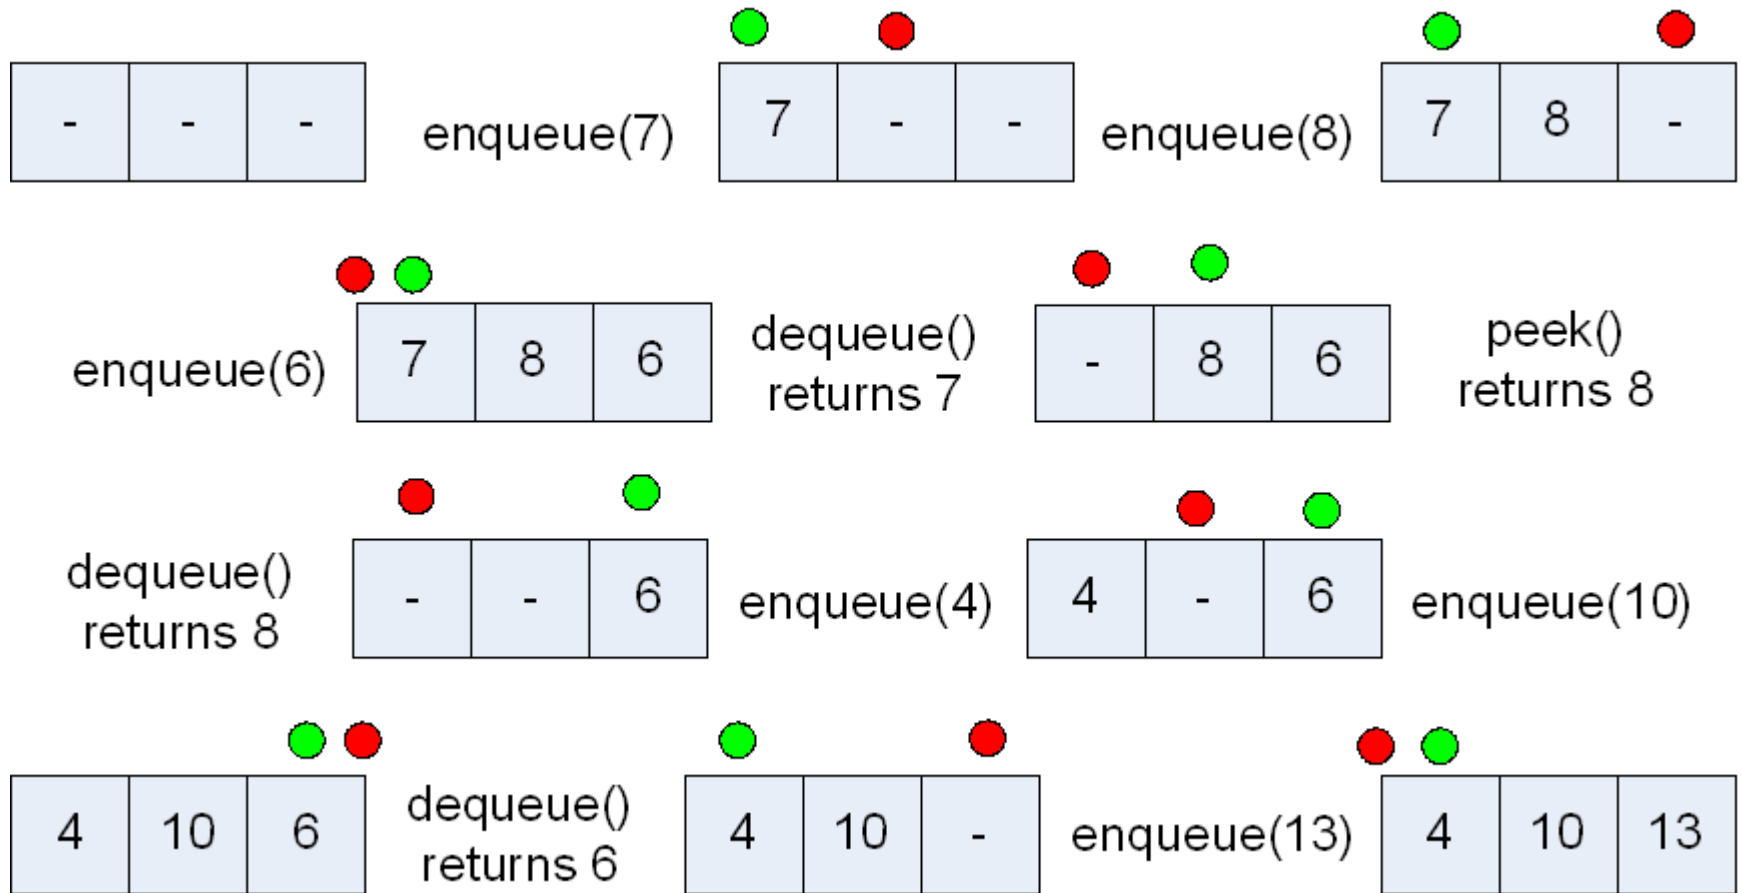 - - - enqueue(7) 7 - - enqueue(8) 7 8 -
enqueue(6) 7 8 6 dequeue() - 8 6 peek()
returns 7 returns 8
dequeue() - - 6 enqueue(4) 4 - 6 enqueue(10)
returns 8
4 10 6 dequeue() 4 10 - enqueue(13) 4 10 13
returns 6